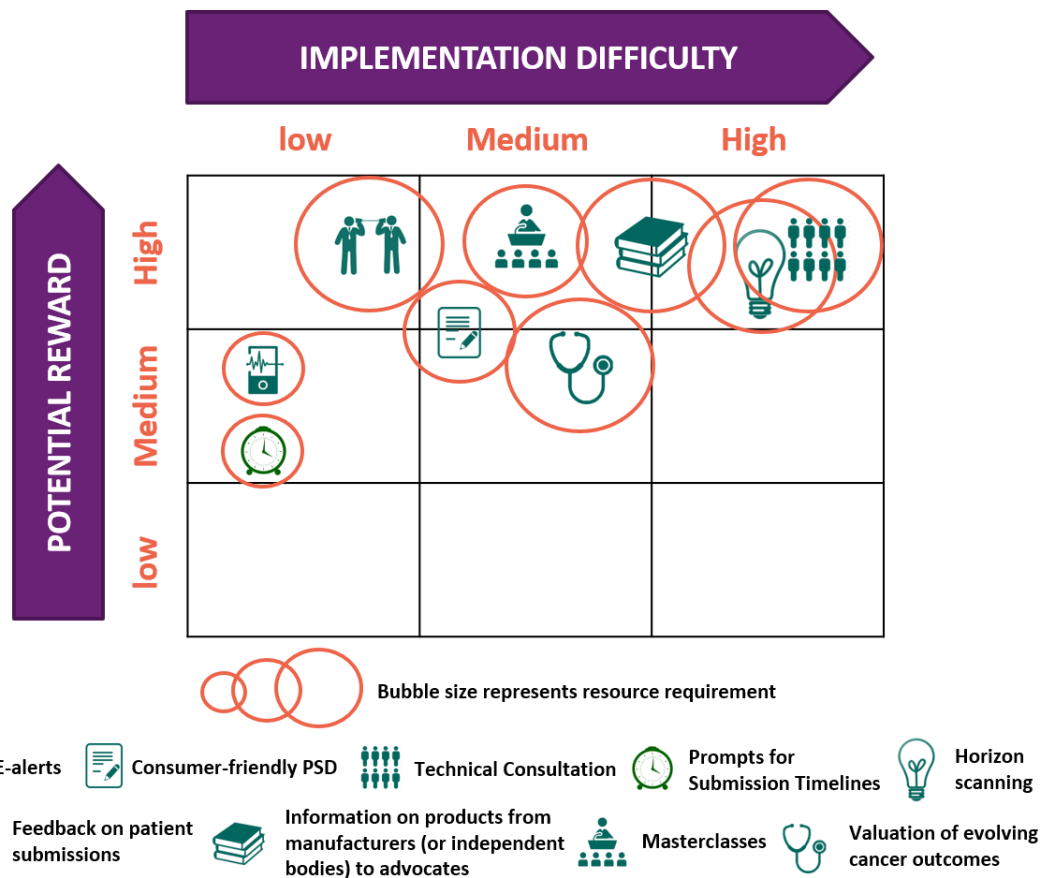 IMPLEMENTATION DIFFICULTY
low
Medium
High
POTENTIAL REWARD
High
Medium
low
Bubble size represents resource requirement
E-alerts
Consumer-friendly PSD
Technical Consultation
Prompts for
Submission Timelines
Horizon
scanning
Feedback on patient
submissions
Information on products from
manufacturers (or independent
bodies) to advocates
Masterclasses
Valuation of evolving
cancer outcomes